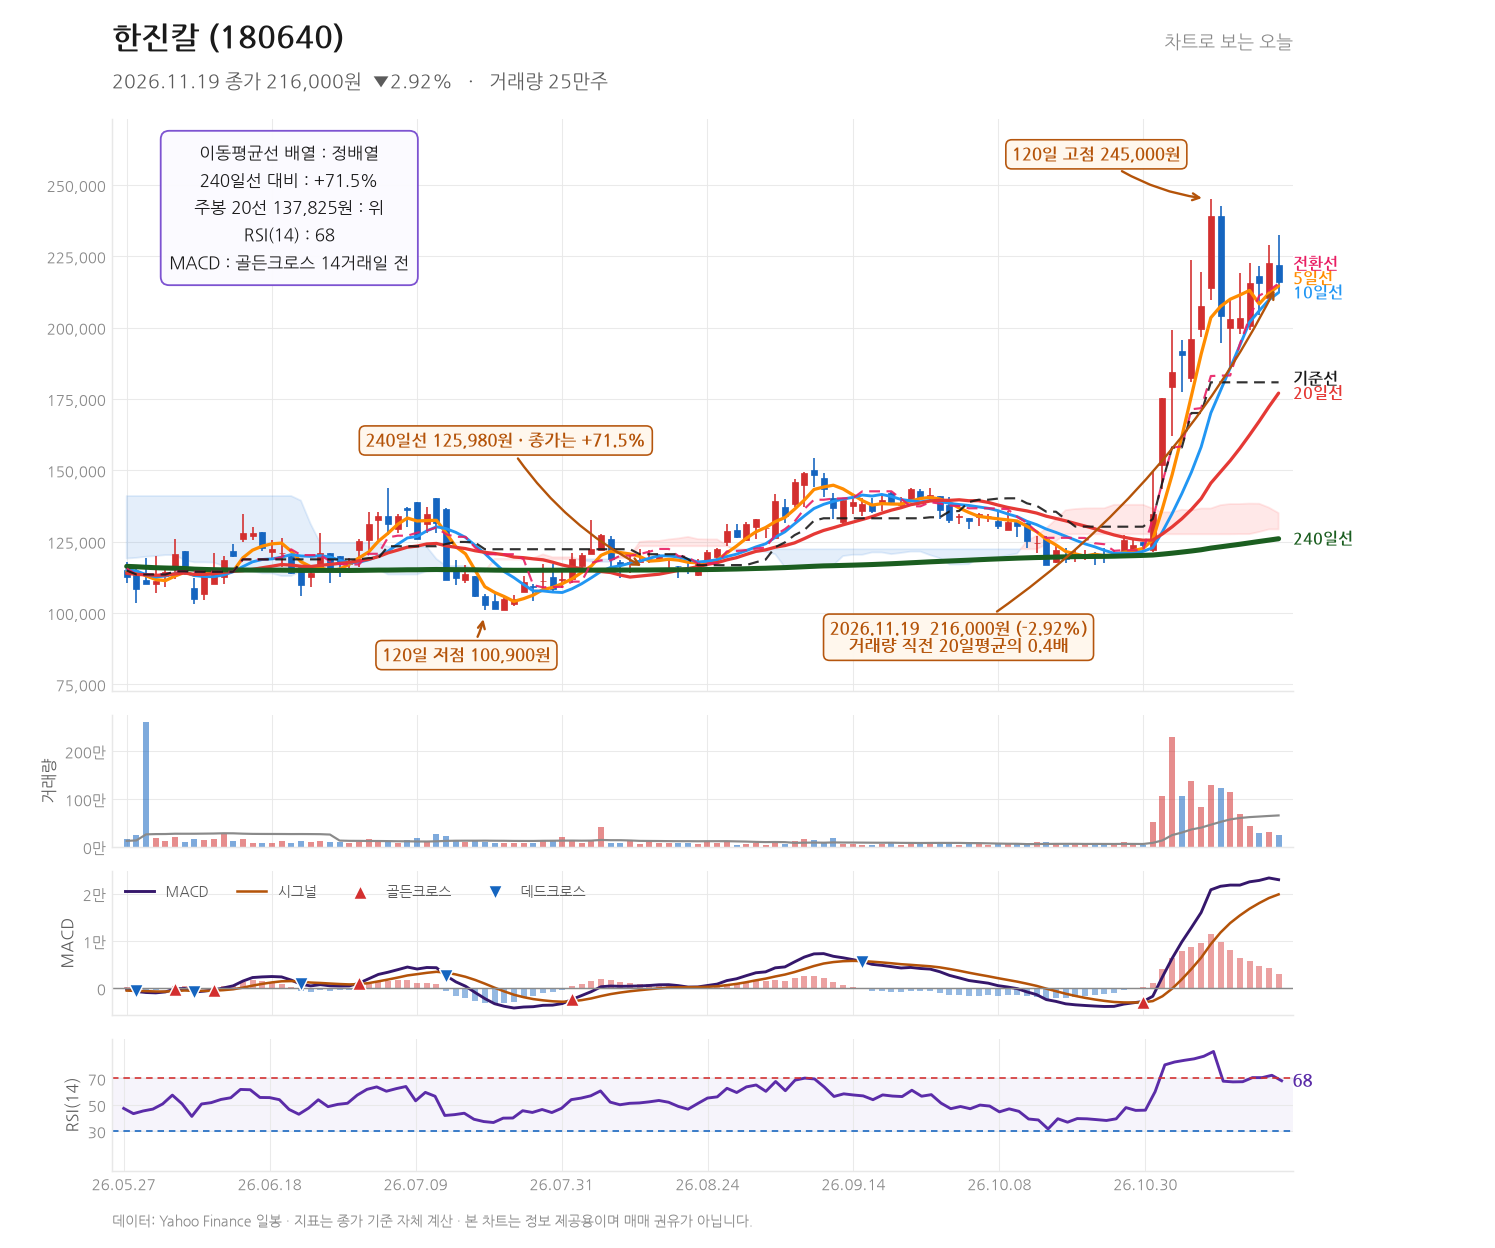 한진칼 (180640)
차트로 보는 오늘
2026.11.19 종가 216,000원 ▼2.92% · 거래량 25만주
이동평균선 배열 : 정배열
240일선 대비 : +71.5%
주봉 20선 137,825원 : 위
RSI(14) : 68
MACD : 골든크로스 14거래일 전
120일 고점 245,000원
250,000
225,000
200,000
175,000
150,000
125,000
100,000
75,000
전환선
5일선
10일선
기준선
20일선
240일선
240일선 125,980원 · 종가는 +71.5%
120일 저점 100,900원
2026.11.19 216,000원 (-2.92%)
거래량 직전 20일평균의 0.4배
거래량
200만
100만
0만
MACD
2만
1만
0
MACD 시그널 골든크로스 데드크로스
RSI(14)
70
50
30
68
26.05.27 26.06.18 26.07.09 26.07.31 26.08.24 26.09.14 26.10.08 26.10.30
데이터: Yahoo Finance 일봉 · 지표는 종가 기준 자체 계산 · 본 차트는 정보 제공용이며 매매 권유가 아닙니다.